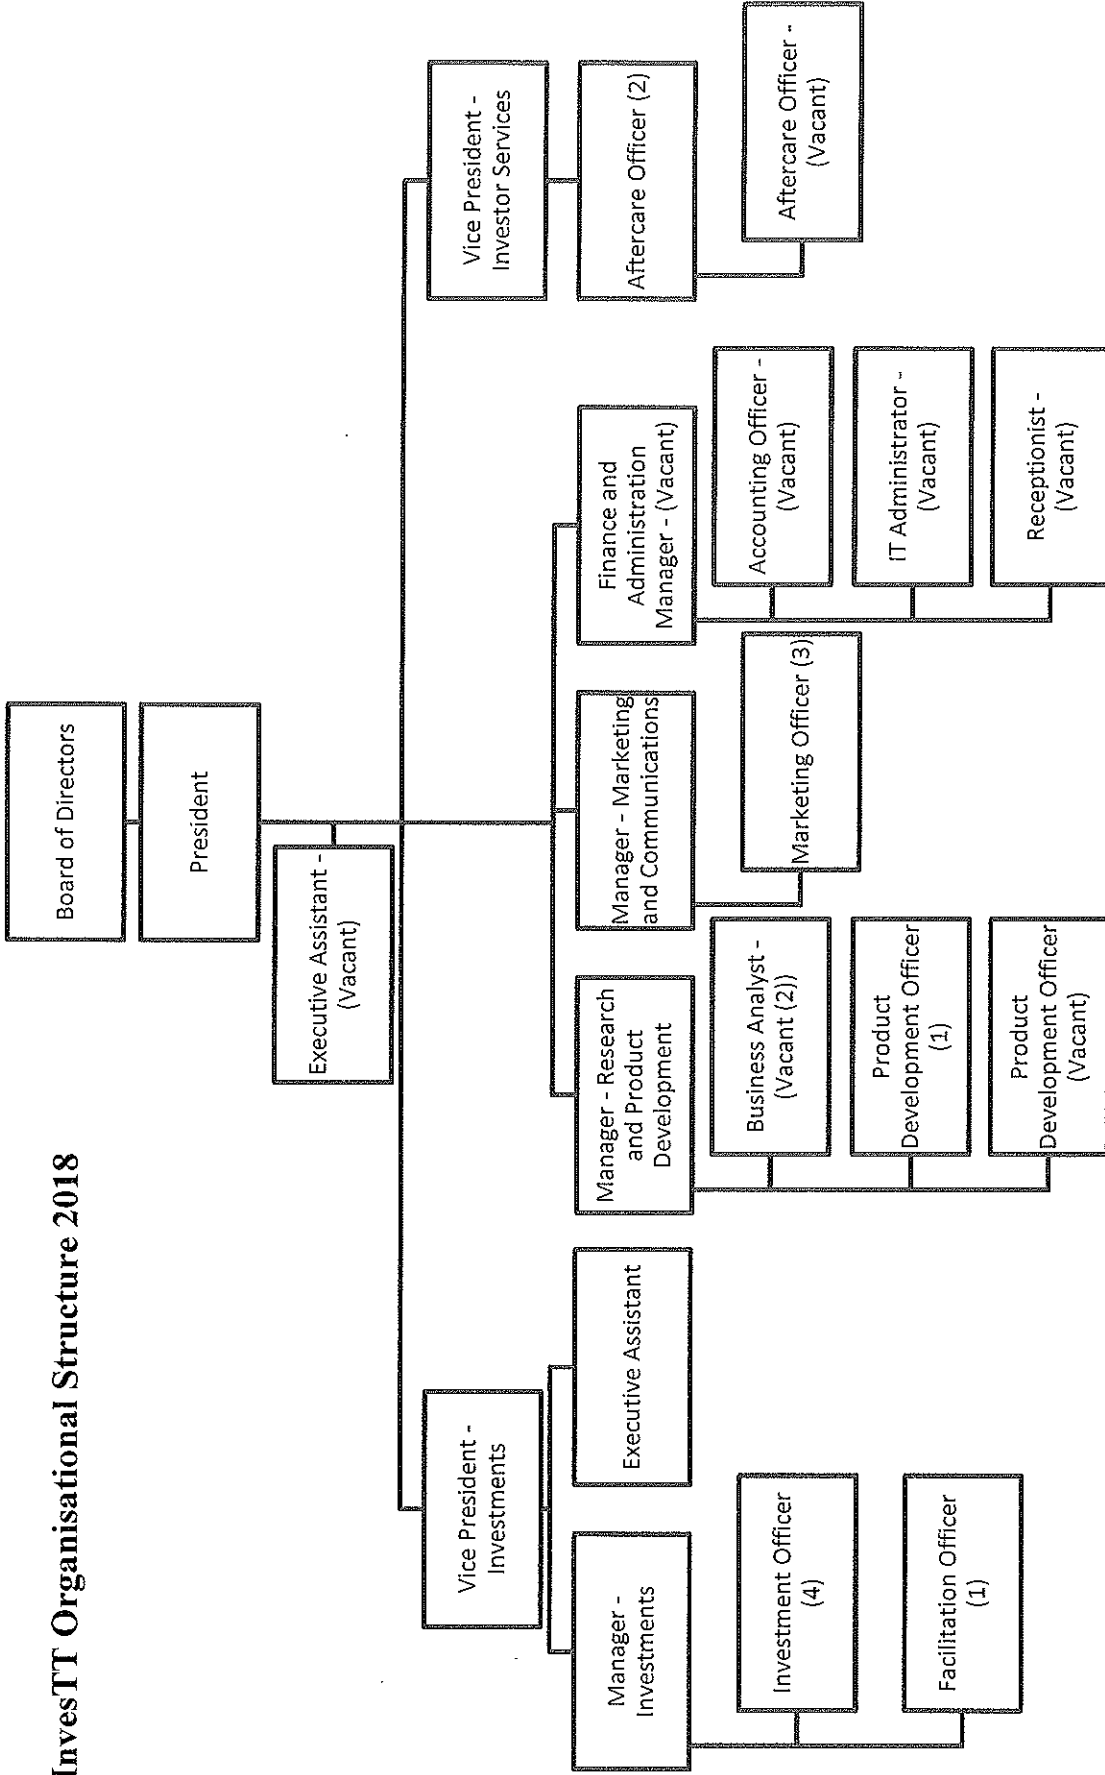 InvesTT Organisational Structure 2018
Board of Directors
President
Executive Assistant -
(Vacant)
Vice President -
Investments
Vice President -
Investor Services
Manager -
Investments
Executive Assistant
Investment Officer
(4)
Facilitation Officer
(1)
Manager - Research
and Product
Development
Business Analyst -
(Vacant (2))
Product
Development Officer
(1)
Product
Development Officer
(Vacant)
Manager - Marketing
and Communications
Marketing Officer (3)
Finance and
Administration
Manager - (Vacant)
Accounting Officer -
(Vacant)
IT Administrator -
(Vacant)
Receptionist -
(Vacant)
Aftercare Officer (2)
Aftercare Officer -
(Vacant)